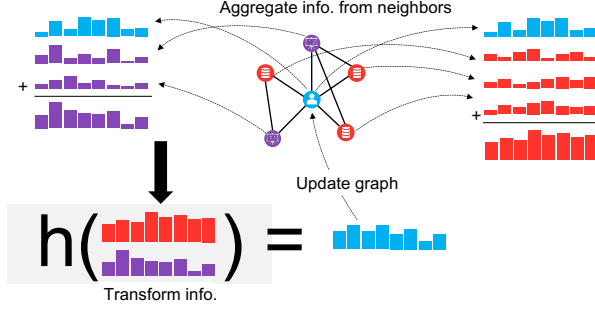 Aggregate info. from neighbors
+
+
Update graph
h( ) =
Transform info.